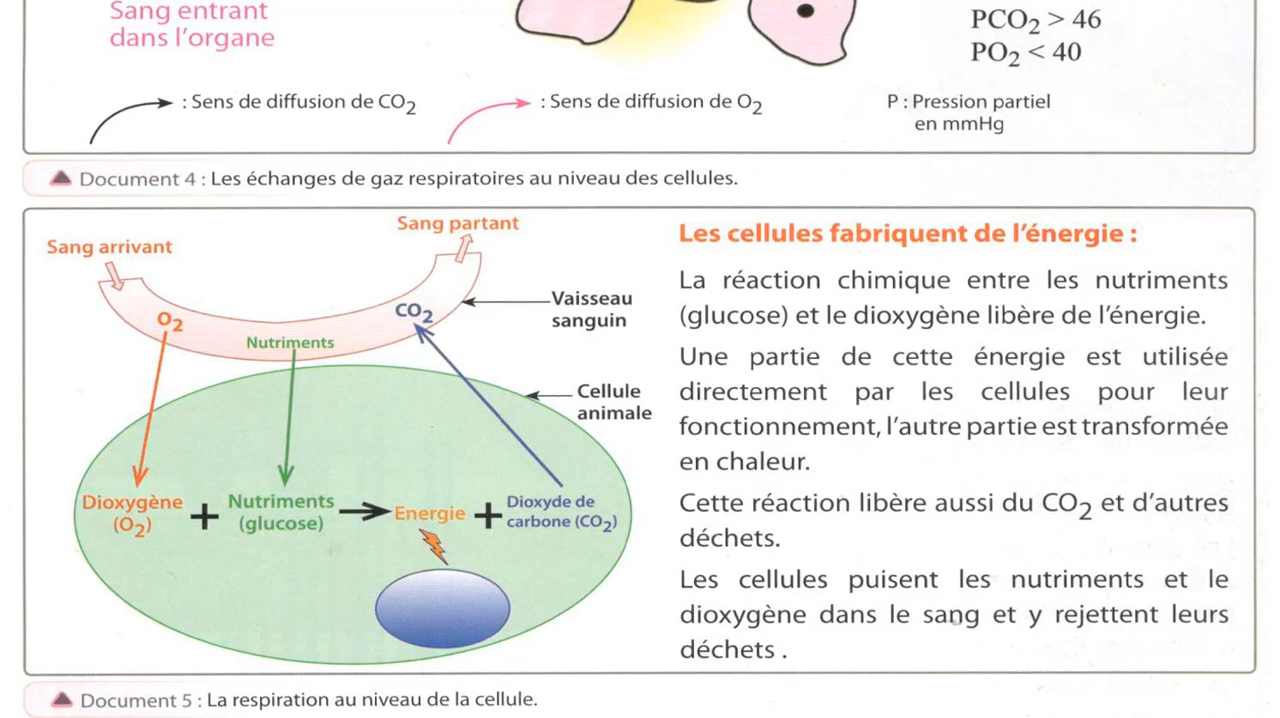 Sang entrant
dans l'organe
PCO2 > 46
PO2 < 40
: Sens de diffusion de CO2
: Sens de diffusion de O2
P : Pression partiel
en mmHg
Document 4 : Les échanges de gaz respiratoires au niveau des cellules.
Sang arrivant
Sang partant
O2
Nutriments
CO2
Vaisseau
sanguin
Cellule
animale
Dioxygène
(O2)
+
Nutriments
(glucose)
Energie
+
Dioxyde de
carbone (CO2)
Les cellules fabriquent de l'énergie :
La réaction chimique entre les nutriments
(glucose) et le dioxygène libère de l'énergie.
Une partie de cette énergie est utilisée
directement par les cellules pour leur
fonctionnement, l'autre partie est transformée
en chaleur.
Cette réaction libère aussi du CO2 et d'autres
déchets.
Les cellules puisent les nutriments et le
dioxygène dans le sang et y rejettent leurs
déchets .
Document 5 : La respiration au niveau de la cellule.